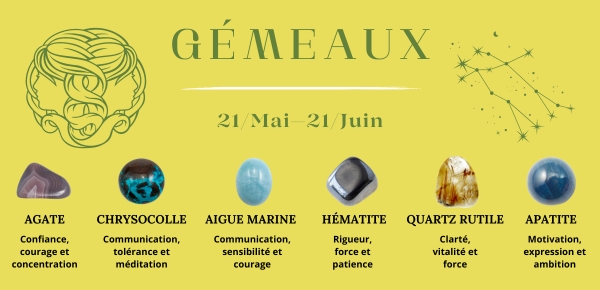 GÉMEAUX
21/Mai—21/Juin
AGATE
Confiance,
courage et
concentration
CHRYSOCOLLE
Communication,
tolérance et
méditation
AIGUE MARINE
Communication,
sensibilité et
courage
HÉMATITE
Rigueur,
force et
patience
QUARTZ RUTILE
Clarté,
vitalité et
force
APATITE
Motivation,
expression et
ambition